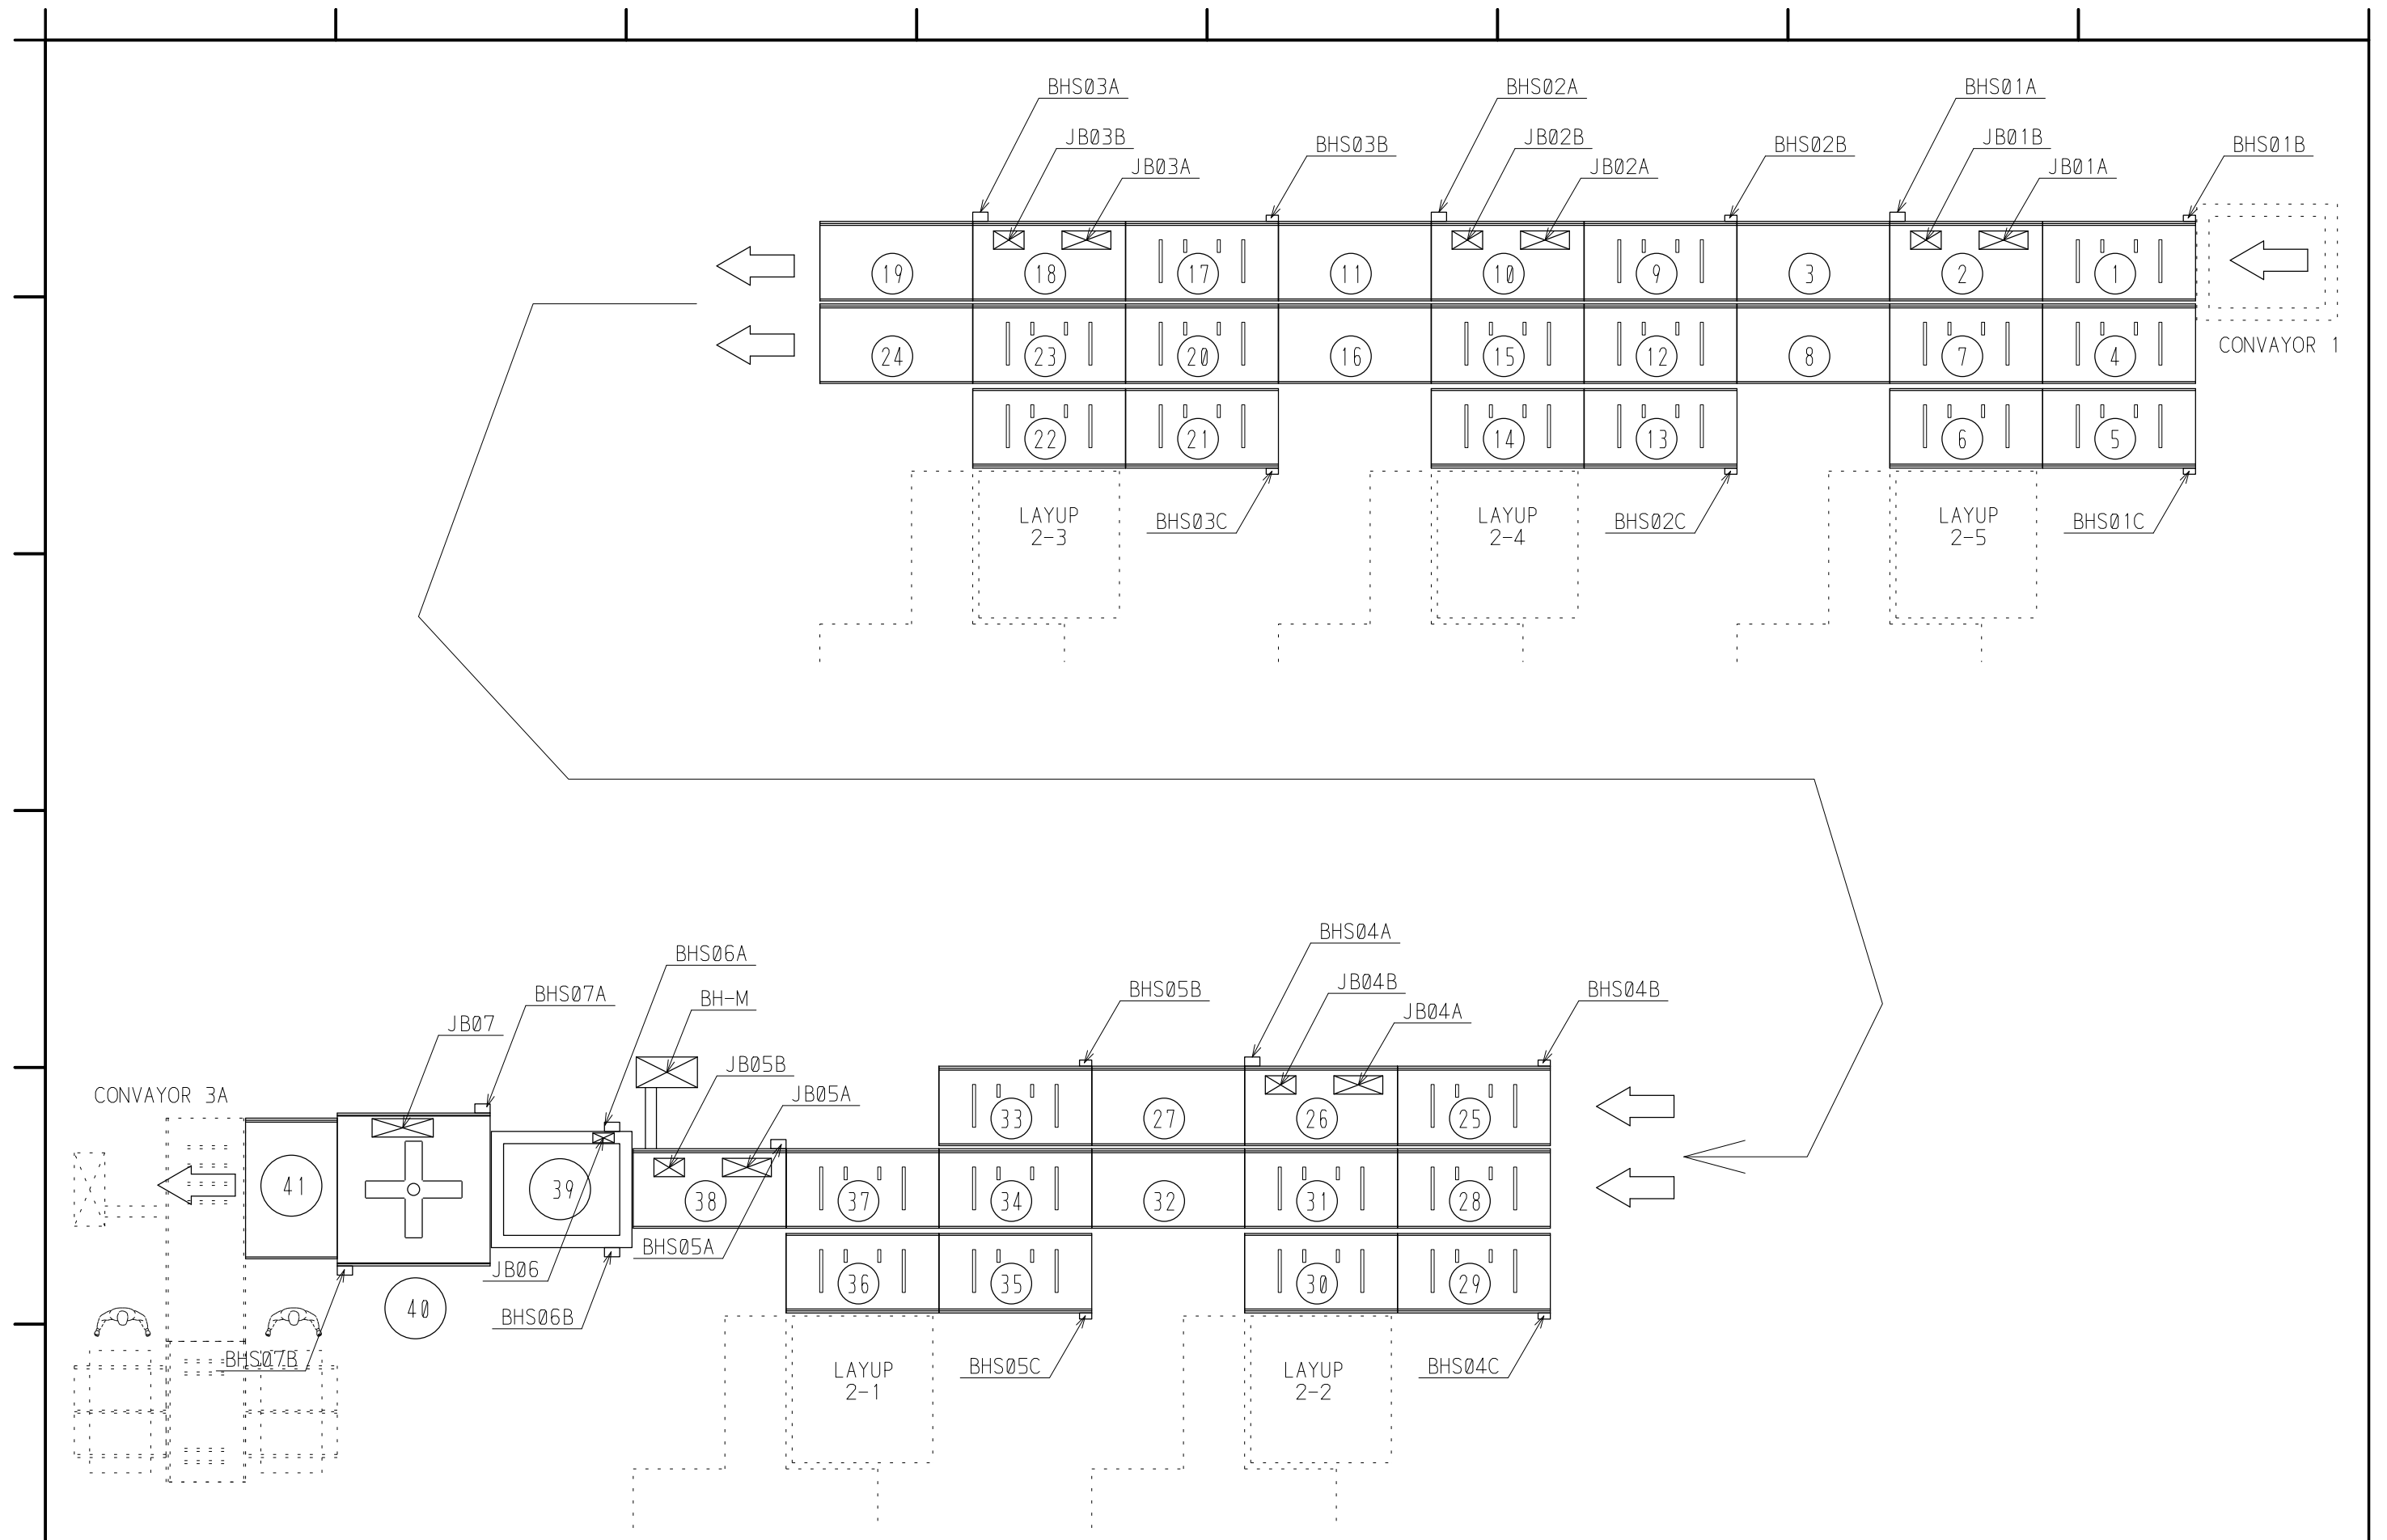 BHS03A
BHS02A
BHS01A
JB03B
BHS03B
JB02B
BHS02B
JB01B
BHS01B
JB03A
JB02A
JB01A
19
18
17
11
10
9
3
2
1
24
23
20
16
15
12
8
7
4
CONVAYOR 1
22
21
14
13
6
5
LAYUP
2-3
BHS03C
LAYUP
2-4
BHS02C
LAYUP
2-5
BHS01C
BHS04A
BHS06A
BHS07A
BH-M
BHS05B
JB04B
BHS04B
JB07
JB04A
JB05B
CONVAYOR 3A
JB05A
33
27
26
25
41
39
38
37
34
32
31
28
BHS05A
JB06
36
35
30
29
40
BHS06B
BHS07B
LAYUP
2-1
BHS05C
LAYUP
2-2
BHS04C